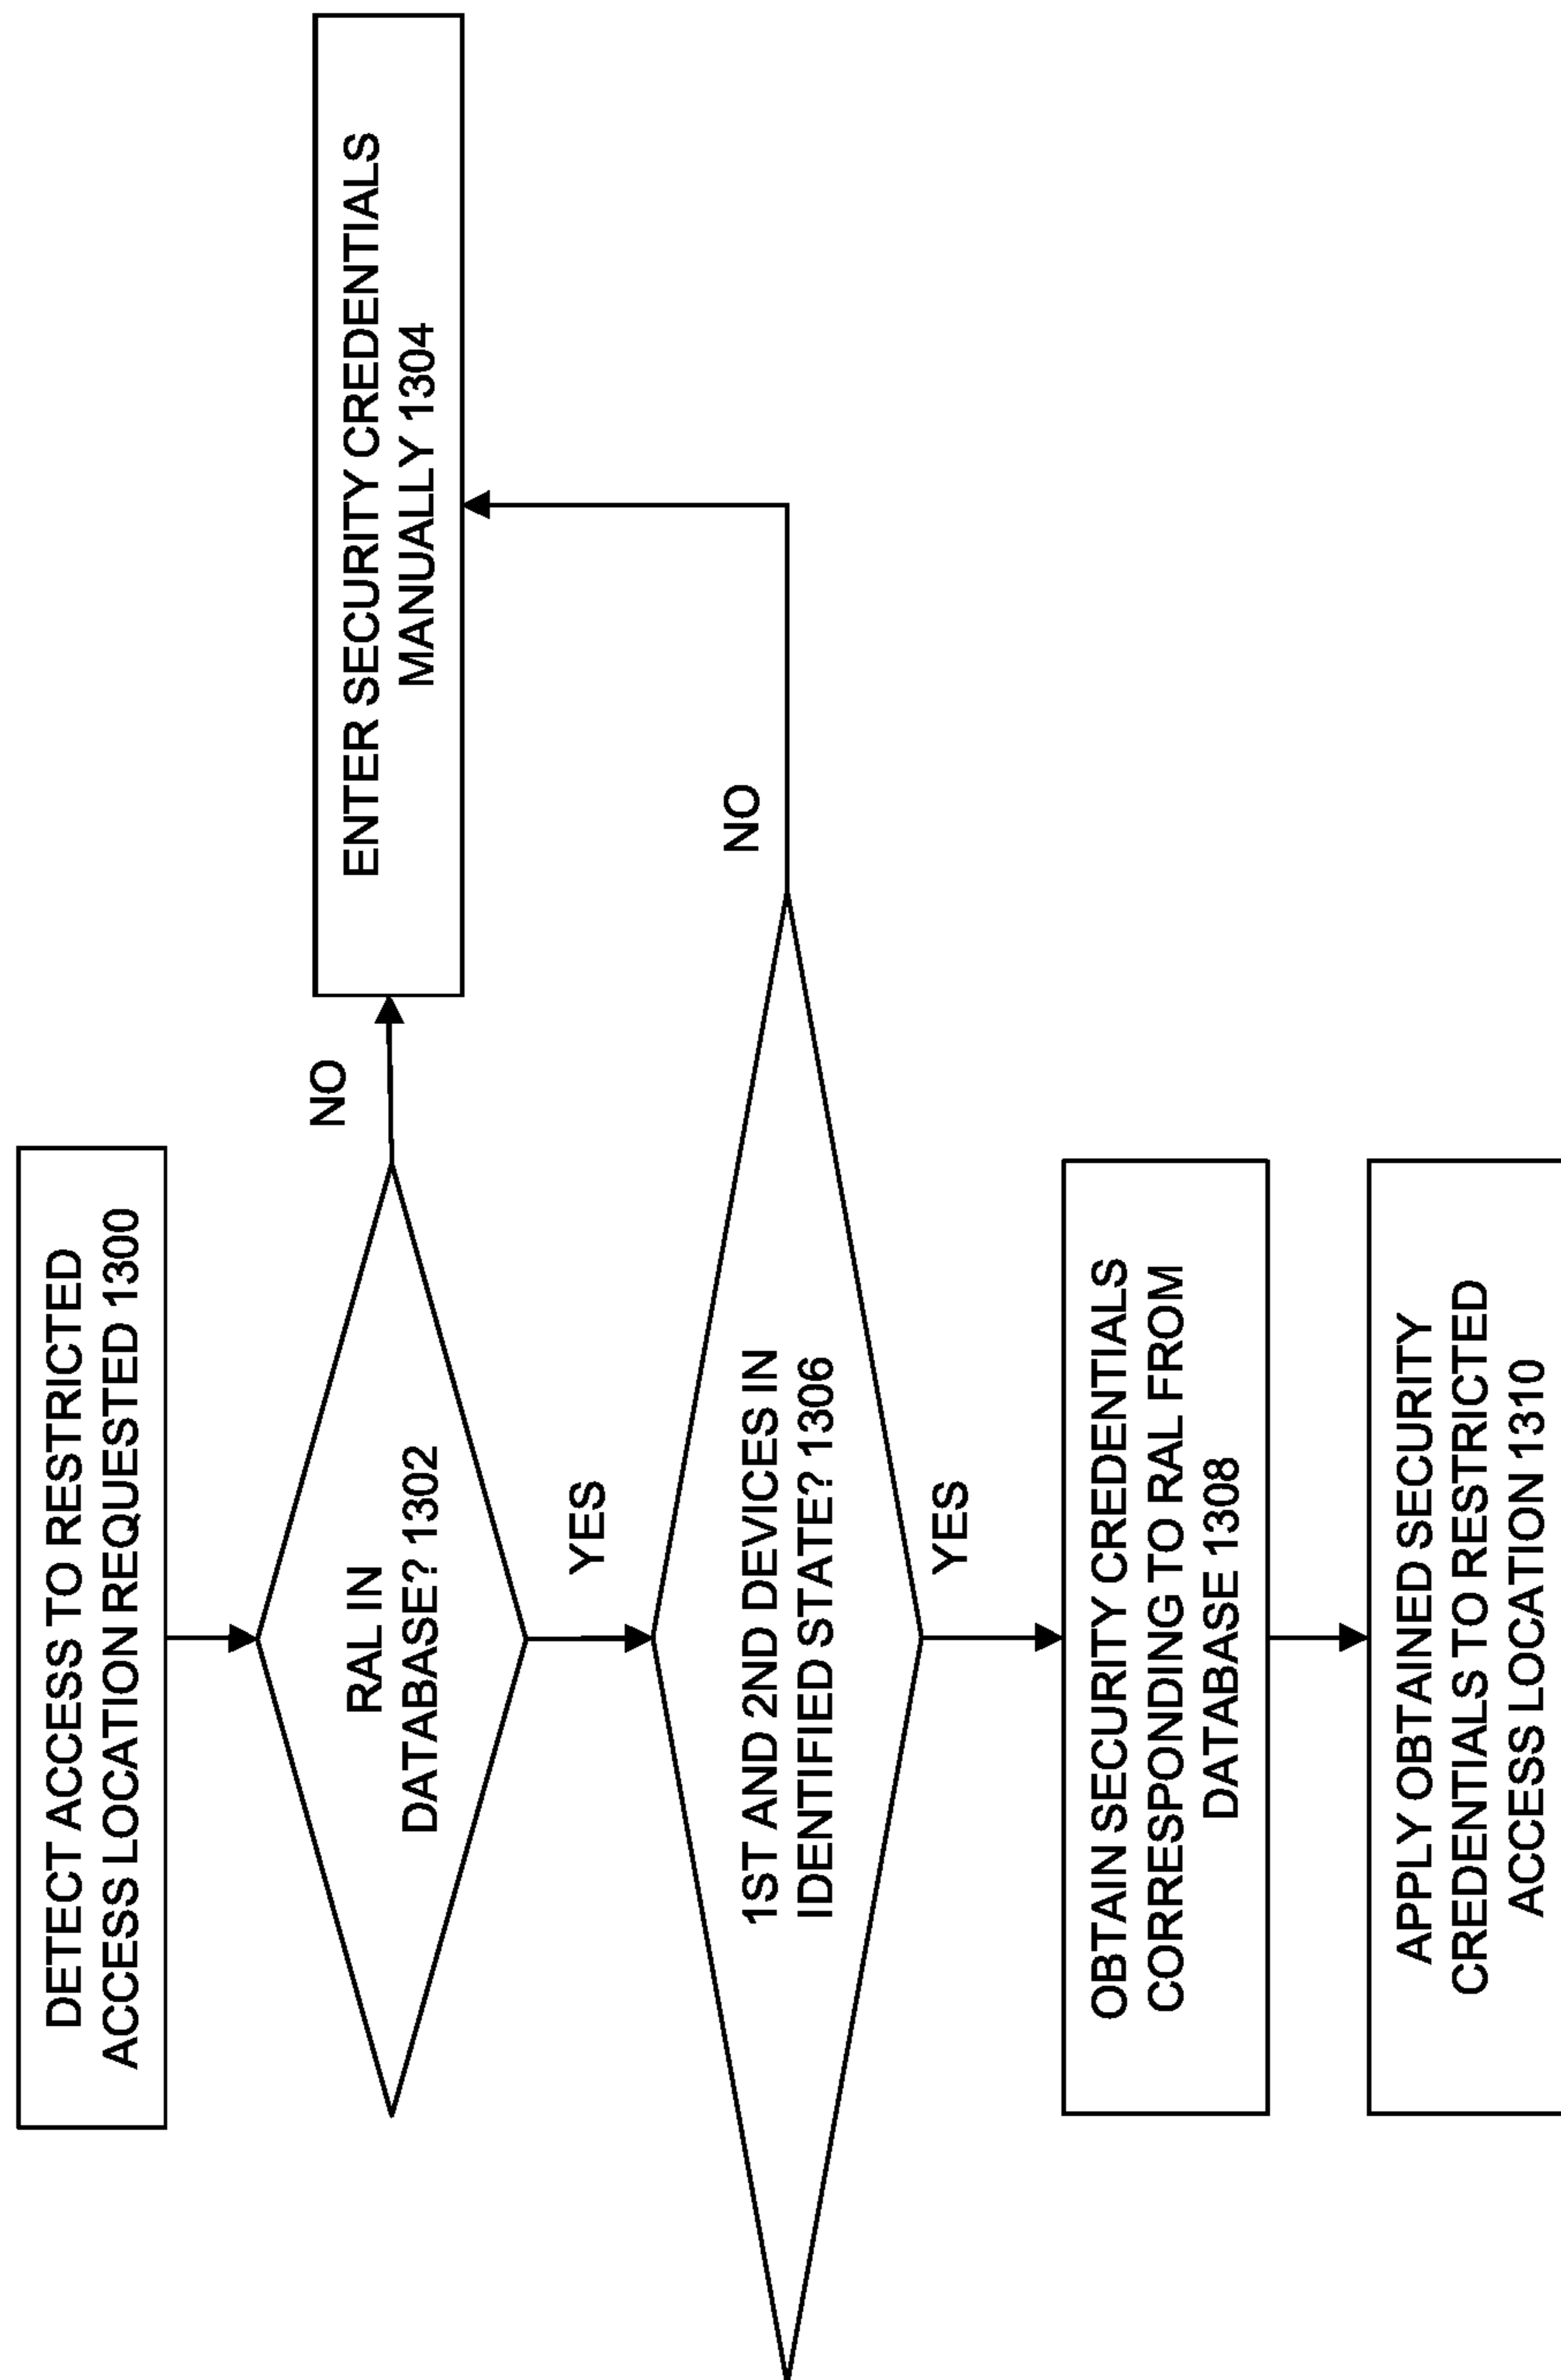 DETECT ACCESS TO RESTRICTED
ACCESS LOCATION REQUESTED 1300
RAL IN
DATABASE? 1302
NO
ENTER SECURITY CREDENTIALS
MANUALLY 1304
YES
1ST AND 2ND DEVICES IN
IDENTIFIED STATE? 1306
NO
YES
OBTAIN SECURITY CREDENTIALS
CORRESPONDING TO RAL FROM
DATABASE 1308
APPLY OBTAINED SECURITY
CREDENTIALS TO RESTRICTED
ACCESS LOCATION 1310